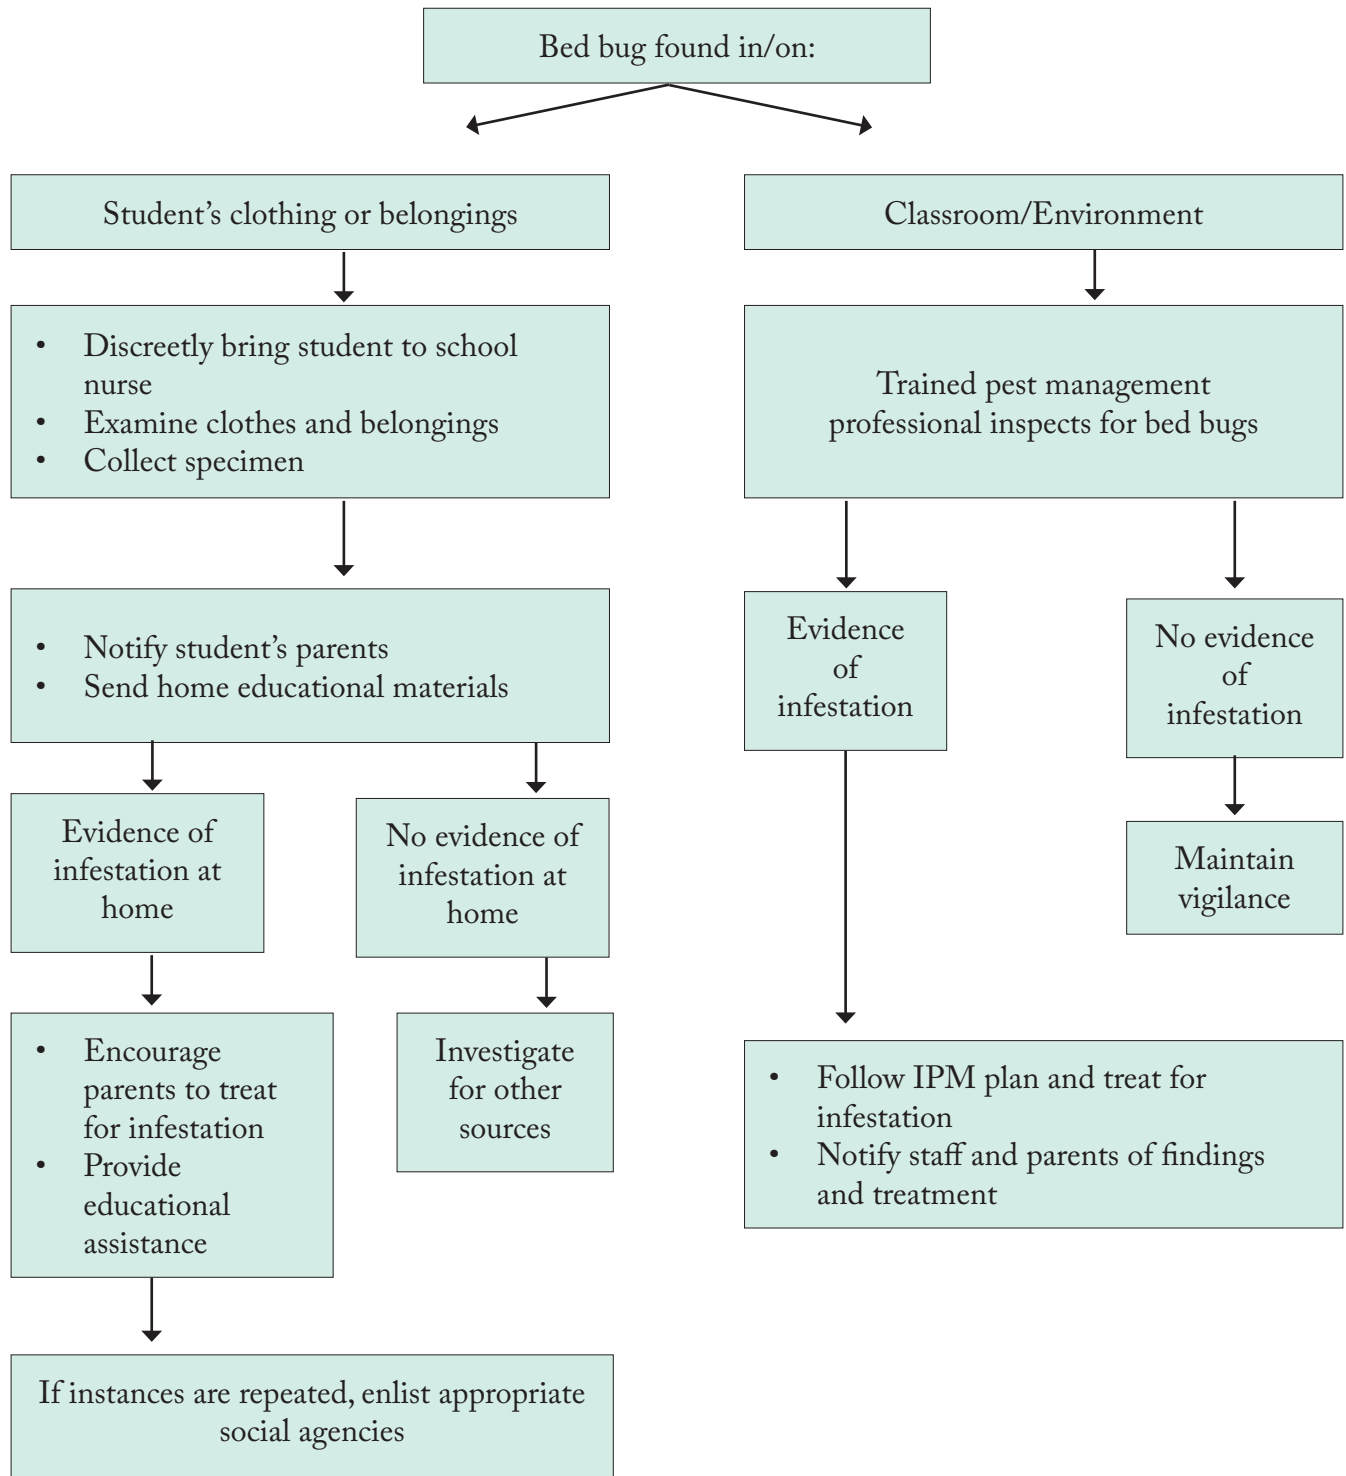 Bed bug found in/on:
Student’s clothing or belongings
• Discreetly bring student to school
nurse
• Examine clothes and belongings
• Collect specimen
• Notify student’s parents
• Send home educational materials
Evidence of
infestation at
home
No evidence of
infestation at
home
• Encourage
parents to treat
for infestation
• Provide
educational
assistance
Investigate
for other
sources
If instances are repeated, enlist appropriate
social agencies
Classroom/Environment
Trained pest management
professional inspects for bed bugs
Evidence
of
infestation
No evidence
of
infestation
Maintain
vigilance
• Follow IPM plan and treat for
infestation
• Notify staff and parents of findings
and treatment